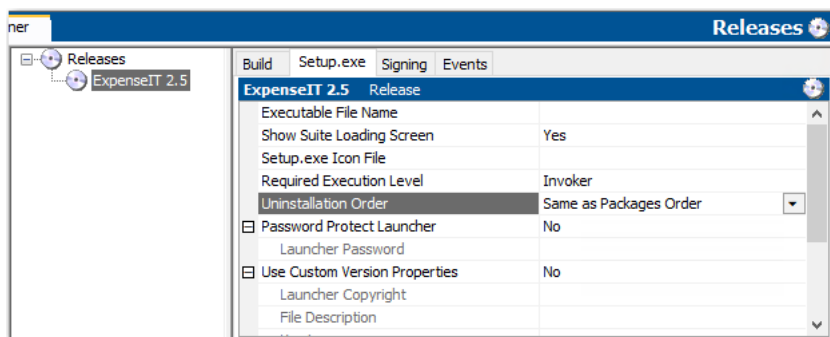 ner
Releases
Releases
ExpenseIT 2.5
Build Setup.exe Signing Events
ExpenseIT 2.5 Release
Executable File Name
Show Suite Loading Screen Yes
Setup.exe Icon File
Required Execution Level Invoker
Uninstallation Order Same as Packages Order
Password Protect Launcher No
Launcher Password
Use Custom Version Properties No
Launcher Copyright
File Description